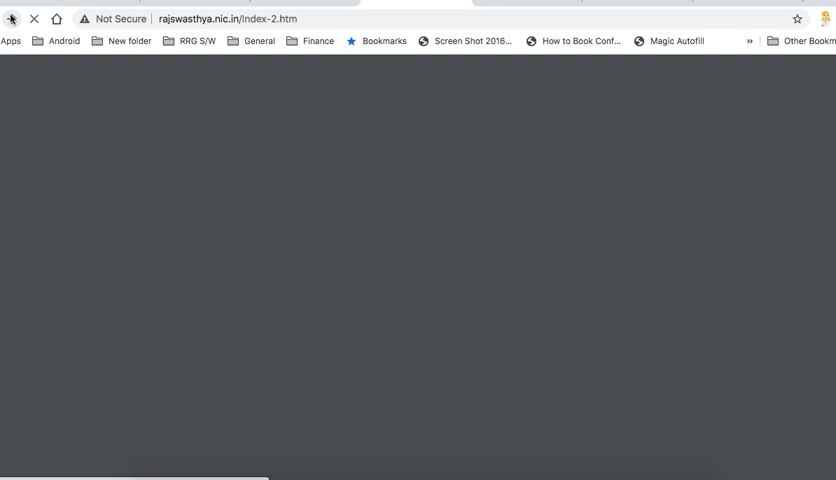 Not Secure rajswasthya.nic.in/Index-2.htm
Apps Android New folder RRG S/W General Finance Bookmarks Screen Shot 2016... How to Book Conf... Magic Autofill » Other Bookm